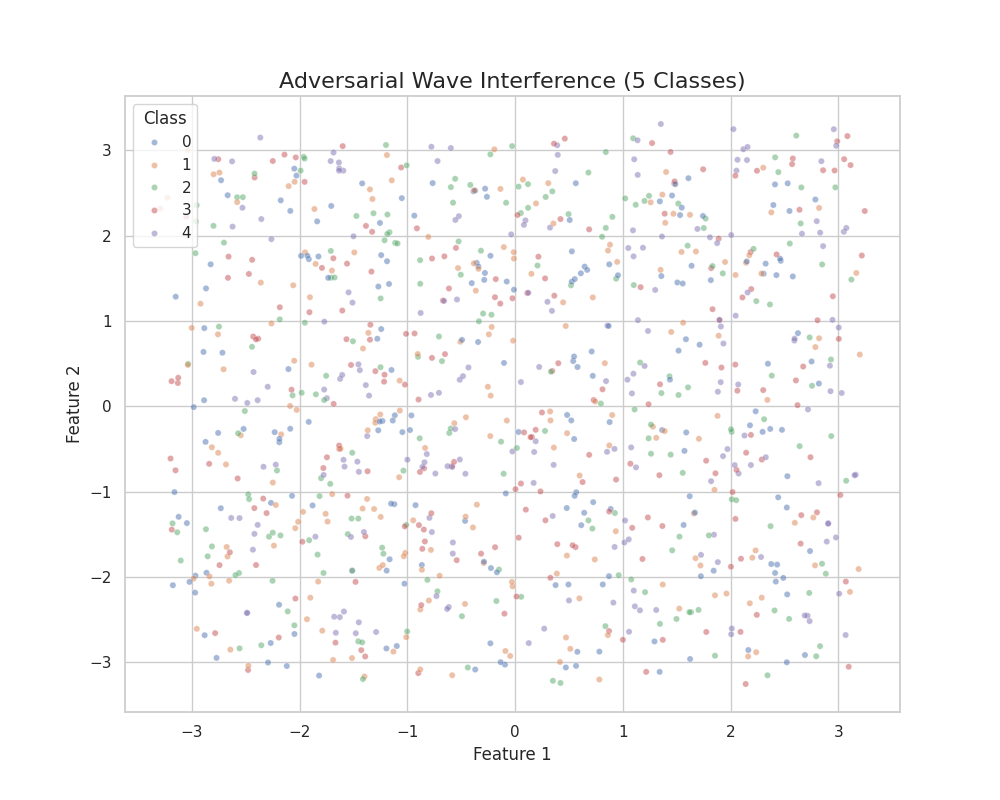 Adversarial Wave Interference (5 Classes)
Class
0
1
2
3
4
3
2
1
0
−1
−2
−3
Feature 2
−3 −2 −1 0 1 2 3
Feature 1